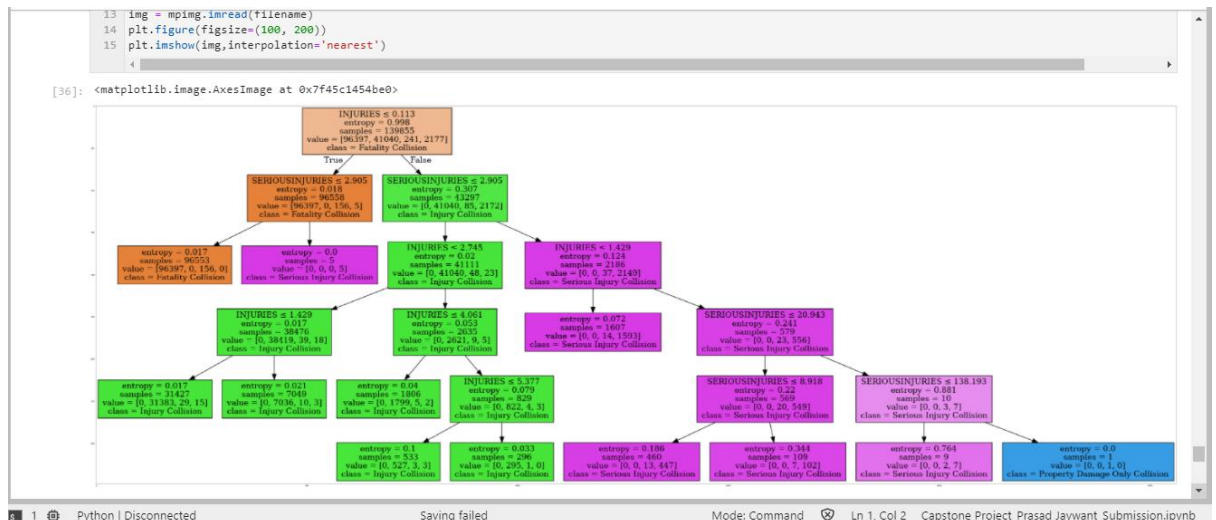 13 img = mpimg.imread(filename)
14 plt.figure(figsize=(100, 200))
15 plt.imshow(img,interpolation='nearest')
[36]: <matplotlib.image.AxesImage at 0x7f45c1454be0>
INJURIES ≤ 0.113
entropy = 0.998
samples = 139855
value = [96397, 41040, 241, 2177]
class = Fatality Collision
True
False
SERIOUSINJURIES ≤ 2.905
entropy = 0.018
samples = 96558
value = [96397, 0, 156, 5]
class = Fatality Collision
SERIOUSINJURIES ≤ 2.905
entropy = 0.307
samples = 43297
value = [0, 41040, 85, 2172]
class = Injury Collision
entropy = 0.017
samples = 96553
value = [96397, 0, 156, 0]
class = Fatality Collision
entropy = 0.0
samples = 5
value = [0, 0, 0, 5]
class = Serious Injury Collision
INJURIES ≤ 2.745
entropy = 0.02
samples = 41111
value = [0, 41040, 48, 23]
class = Injury Collision
INJURIES ≤ 1.429
entropy = 0.124
samples = 2186
value = [0, 0, 37, 2149]
class = Serious Injury Collision
INJURIES ≤ 1.429
entropy = 0.017
samples = 38476
value = [0, 38419, 39, 18]
class = Injury Collision
INJURIES ≤ 4.061
entropy = 0.053
samples = 2635
value = [0, 2621, 9, 5]
class = Injury Collision
entropy = 0.072
samples = 1607
value = [0, 0, 14, 1593]
class = Serious Injury Collision
SERIOUSINJURIES ≤ 20.943
entropy = 0.241
samples = 579
value = [0, 0, 23, 556]
class = Serious Injury Collision
entropy = 0.017
samples = 31427
value = [0, 31383, 29, 15]
class = Injury Collision
entropy = 0.021
samples = 7049
value = [0, 7036, 10, 3]
class = Injury Collision
entropy = 0.04
samples = 1806
value = [0, 1799, 5, 2]
class = Injury Collision
INJURIES ≤ 5.377
entropy = 0.079
samples = 829
value = [0, 822, 4, 3]
class = Injury Collision
SERIOUSINJURIES ≤ 8.918
entropy = 0.22
samples = 569
value = [0, 0, 20, 549]
class = Serious Injury Collision
SERIOUSINJURIES ≤ 138.193
entropy = 0.881
samples = 10
value = [0, 0, 3, 7]
class = Serious Injury Collision
entropy = 0.1
samples = 533
value = [0, 527, 3, 3]
class = Injury Collision
entropy = 0.033
samples = 296
value = [0, 295, 1, 0]
class = Injury Collision
entropy = 0.186
samples = 460
value = [0, 0, 13, 447]
class = Serious Injury Collision
entropy = 0.344
samples = 109
value = [0, 0, 7, 102]
class = Serious Injury Collision
entropy = 0.764
samples = 9
value = [0, 0, 2, 7]
class = Serious Injury Collision
entropy = 0.0
samples = 1
value = [0, 0, 1, 0]
class = Property Damage Only Collision
s 1 Python | Disconnected Saving failed Mode: Command Ln 1, Col 2 Capstone Project_Prasad Jaywant_Submission.ipynb